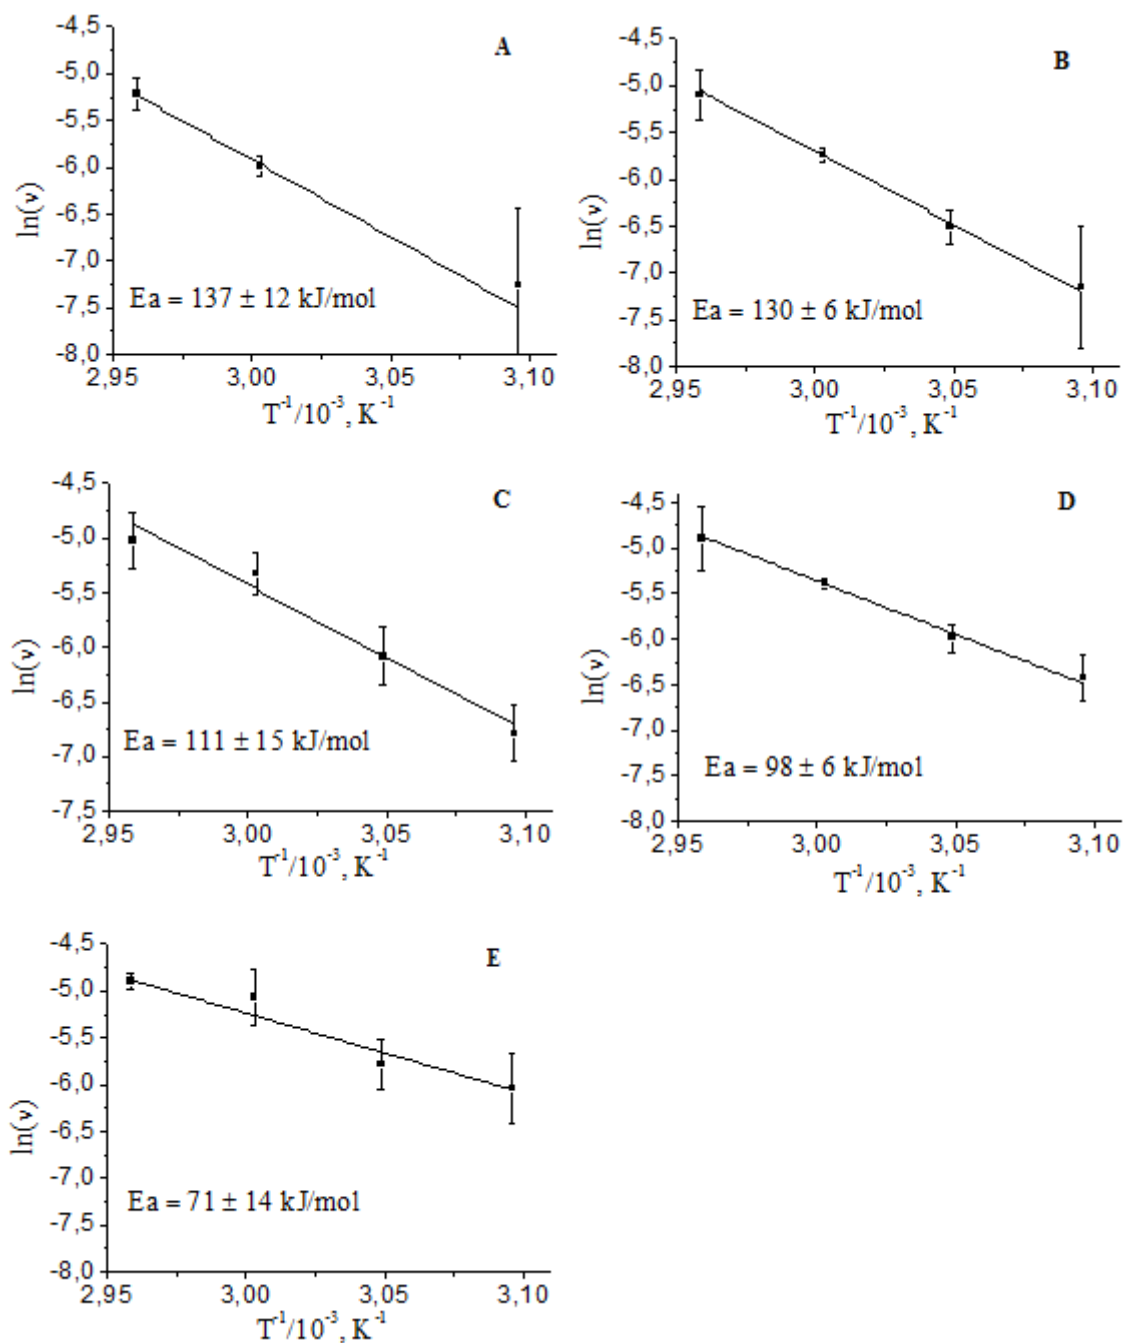 A
-4,5
-5,0
-5,5
-6,0
-6,5
-7,0
-7,5
-8,0
ln(ν)
Ea = 137 ± 12 kJ/mol
2,95 3,00 3,05 3,10
T⁻¹/10⁻³, K⁻¹
B
-4,5
-5,0
-5,5
-6,0
-6,5
-7,0
-7,5
-8,0
ln(ν)
Ea = 130 ± 6 kJ/mol
2,95 3,00 3,05 3,10
T⁻¹/10⁻³, K⁻¹
C
-4,5
-5,0
-5,5
-6,0
-6,5
-7,0
-7,5
ln(ν)
Ea = 111 ± 15 kJ/mol
2,95 3,00 3,05 3,10
T⁻¹/10⁻³, K⁻¹
D
-4,5
-5,0
-5,5
-6,0
-6,5
-7,0
-7,5
-8,0
ln(ν)
Ea = 98 ± 6 kJ/mol
2,95 3,00 3,05 3,10
T⁻¹/10⁻³, K⁻¹
E
-4,5
-5,0
-5,5
-6,0
-6,5
-7,0
-7,5
-8,0
ln(ν)
Ea = 71 ± 14 kJ/mol
2,95 3,00 3,05 3,10
T⁻¹/10⁻³, K⁻¹